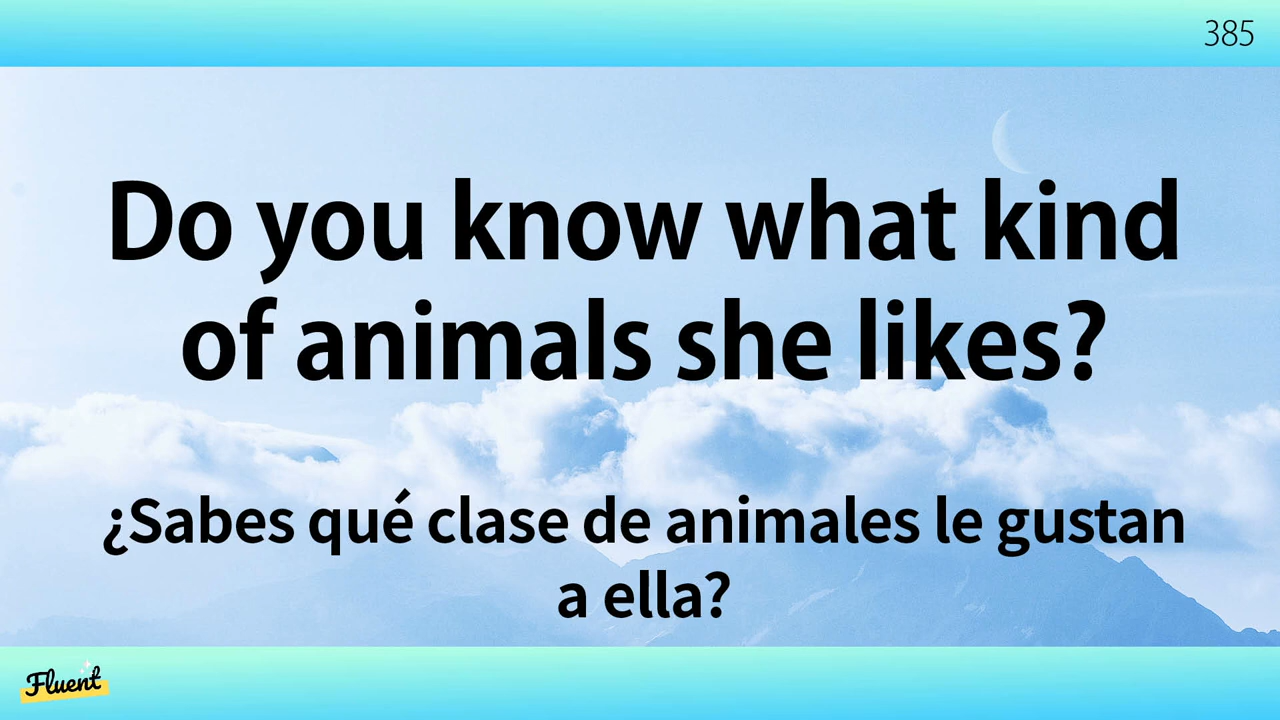 385
Do you know what kind
of animals she likes?
¿Sabes qué clase de animales le gustan
a ella?
Fluent